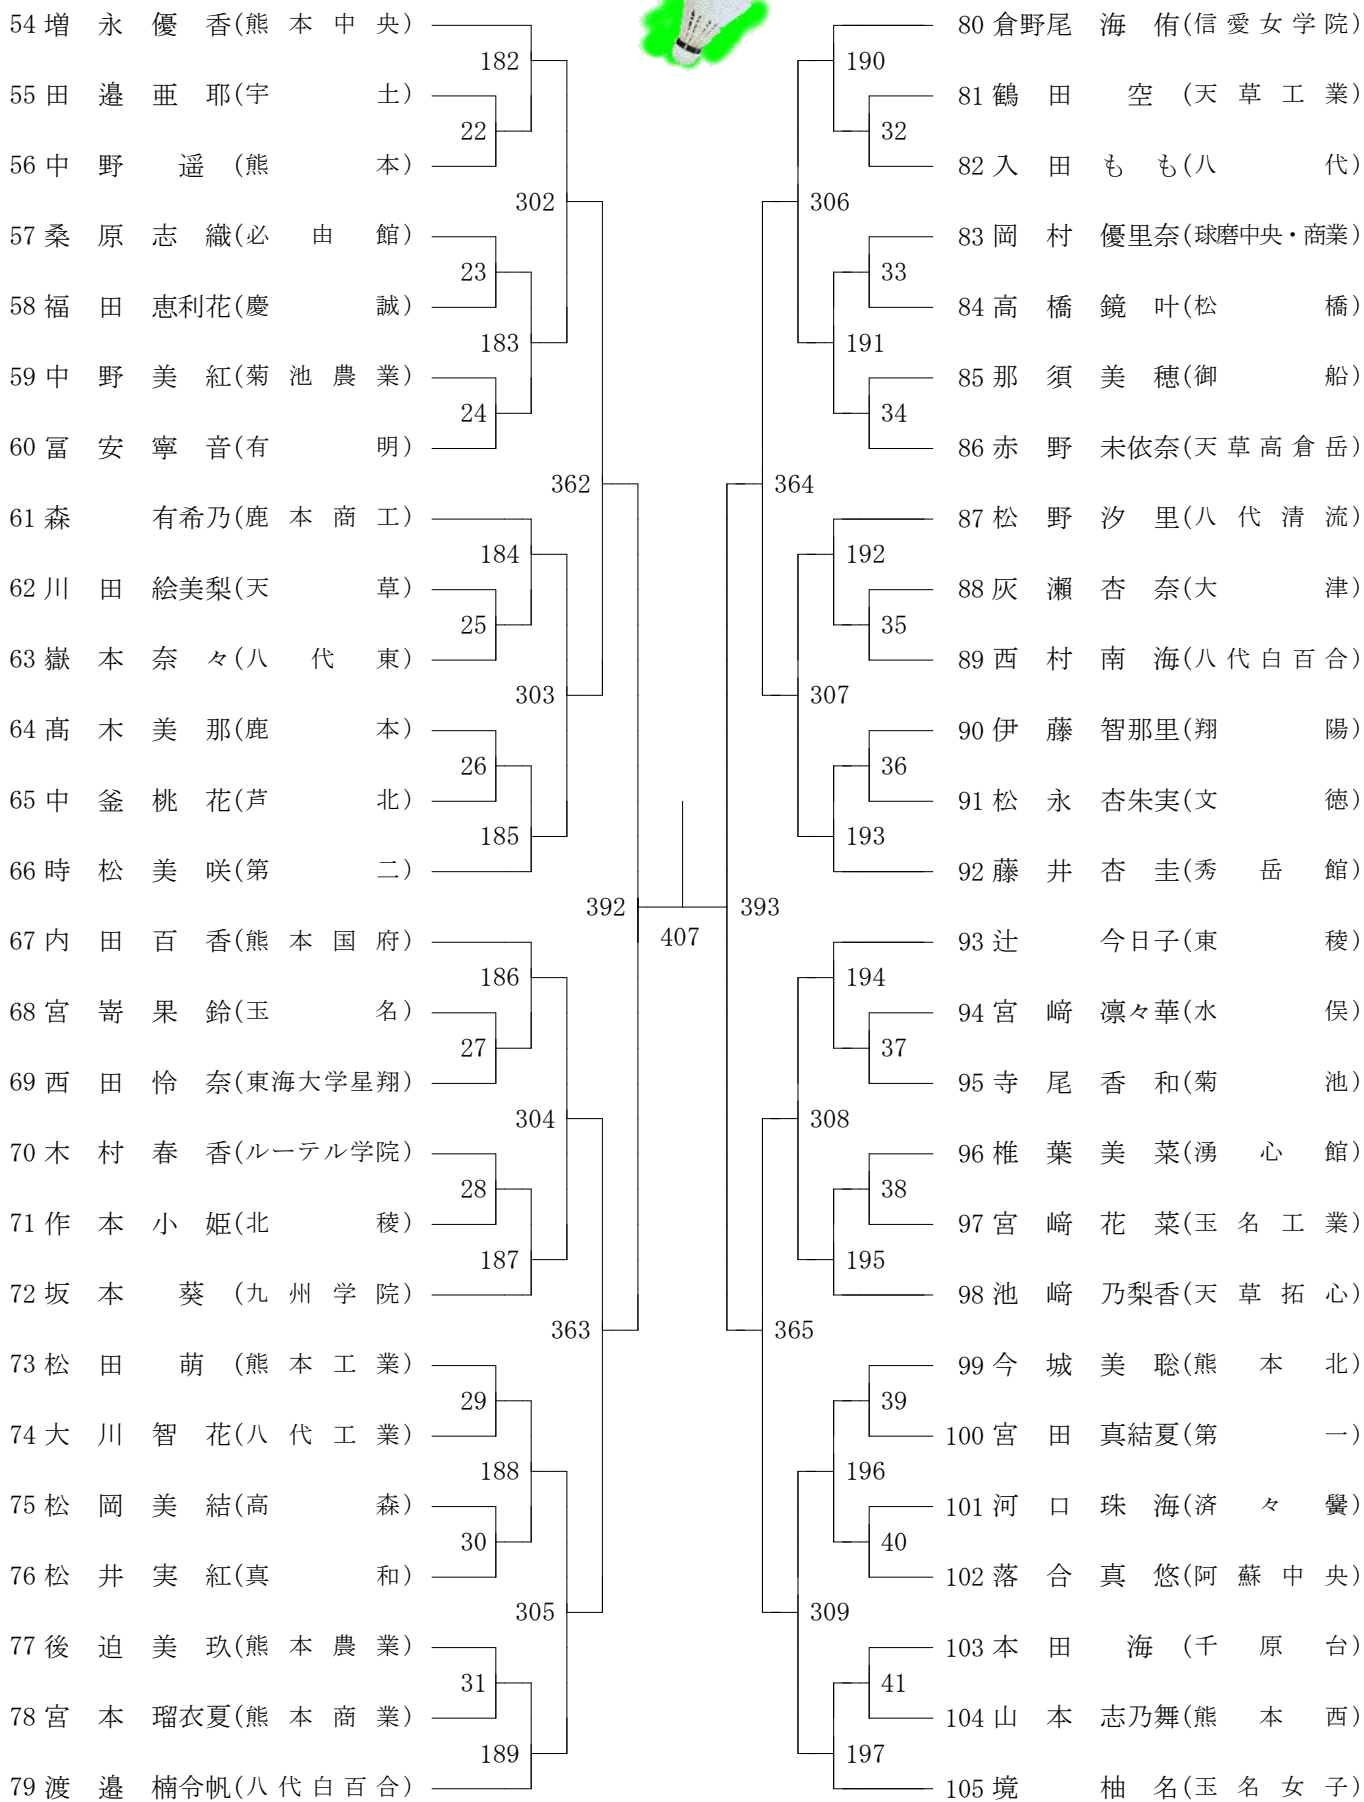 54 増永優香(熊本中央)
182
55 田邉亜耶(宇土)
22
56 中野遥(熊本)
302
57 桑原志織(必由館)
23
58 福田恵利花(慶誠)
183
59 中野美紅(菊池農業)
24
60 冨安寧音(有明)
362
61 森有希乃(鹿本商工)
184
62 川田絵美梨(天草)
25
63 嶽本奈々(八代東)
303
64 髙木美那(鹿本)
26
65 中釜桃花(芦北)
185
66 時松美咲(第二)
392
67 内田百香(熊本国府)
186
68 宮嵜果鈴(玉名)
27
69 西田怜奈(東海大学星翔)
304
70 木村春香(ルーテル学院)
28
71 作本小姫(北稜)
187
72 坂本葵(九州学院)
363
73 松田萌(熊本工業)
29
74 大川智花(八代工業)
188
75 松岡美結(高森)
30
76 松井実紅(真和)
305
77 後迫美玖(熊本農業)
31
78 宮本瑠衣夏(熊本商業)
189
79 渡邉楠令帆(八代白百合)
407
80 倉野尾海侑(信愛女学院)
190
81 鶴田空(天草工業)
32
82 入田もも(八代)
306
83 岡村優里奈(球磨中央・商業)
33
84 高橋鏡叶(松橋)
191
85 那須美穂(御船)
34
86 赤野未依奈(天草高倉岳)
364
87 松野汐里(八代清流)
192
88 灰瀬杏奈(大津)
35
89 西村南海(八代白百合)
307
90 伊藤智那里(翔陽)
36
91 松永杏朱実(文徳)
193
92 藤井杏圭(秀岳館)
393
93 辻今日子(東稜)
194
94 宮﨑凛々華(水俣)
37
95 寺尾香和(菊池)
308
96 椎葉美菜(湧心館)
38
97 宮﨑花菜(玉名工業)
195
98 池﨑乃梨香(天草拓心)
365
99 今城美聡(熊本北)
39
100 宮田真結夏(第一)
196
101 河口珠海(済々黌)
40
102 落合真悠(阿蘇中央)
309
103 本田海(千原台)
41
104 山本志乃舞(熊本西)
197
105 境柚名(玉名女子)